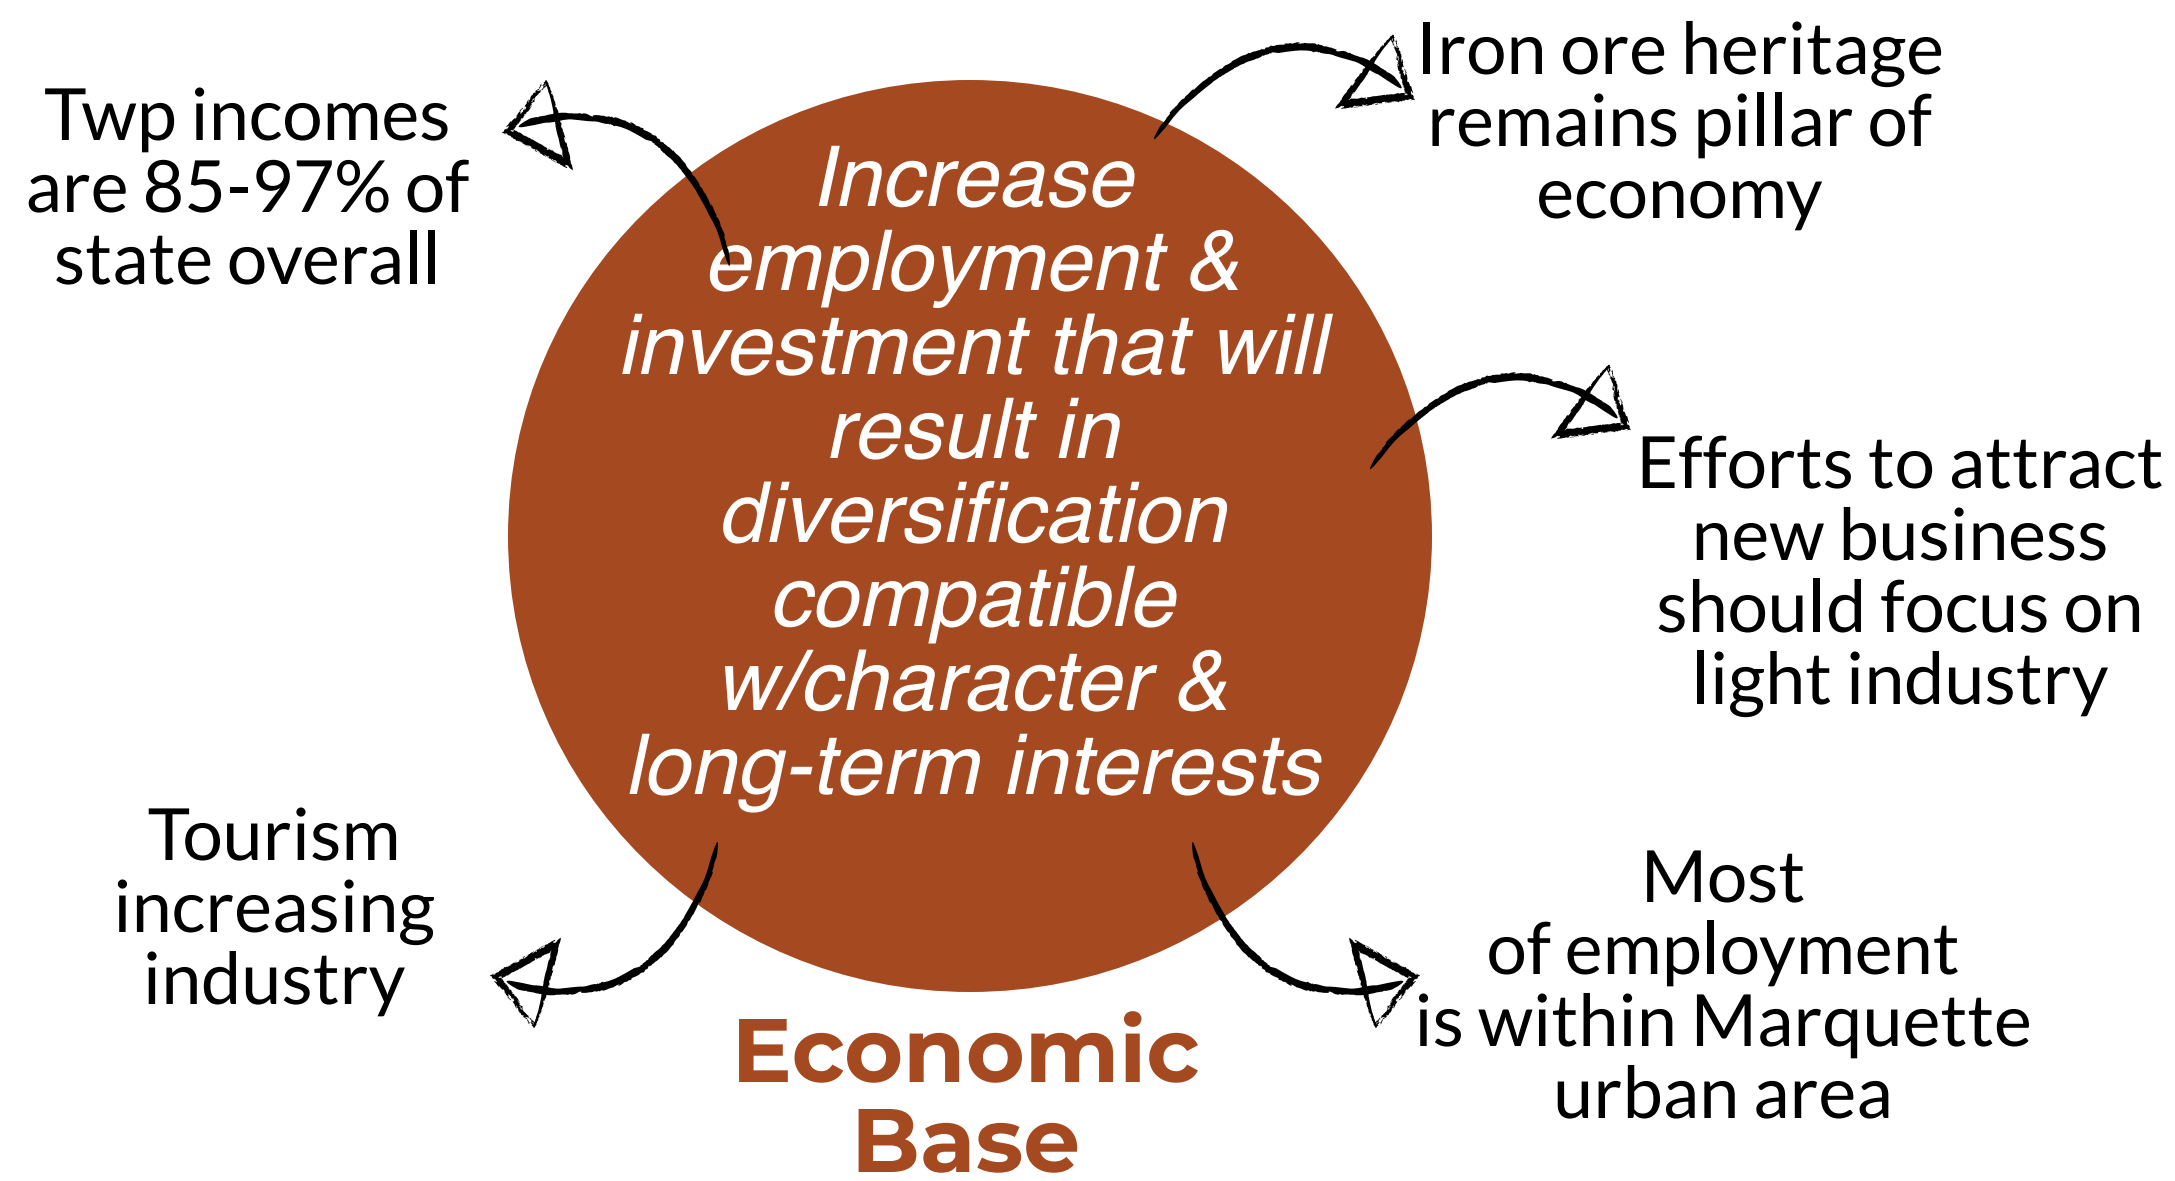 Twp incomes
are 85-97% of
state overall
Iron ore heritage
remains pillar of
economy
Increase
employment &
investment that will
result in
diversification
compatible
w/character &
long-term interests
Efforts to attract
new business
should focus on
light industry
Tourism
increasing
industry
Most
of employment
is within Marquette
urban area
Economic
Base